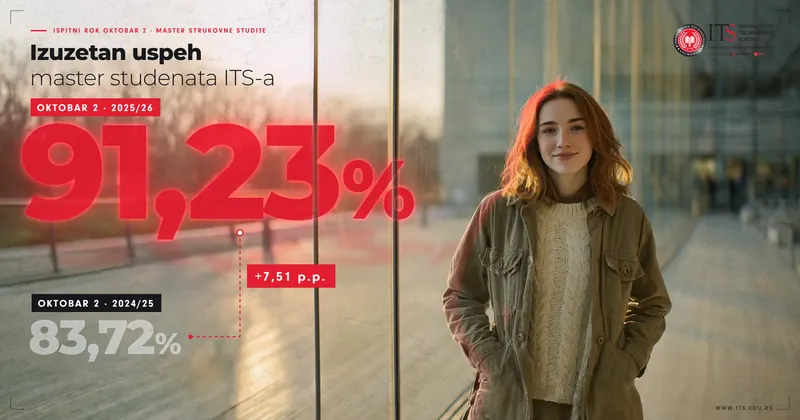 ISPITNI ROK OKTOBAR 2 · MASTER STRUKOVNE STUDIJE
Izuzetan uspeh
master studenata ITS-a
OKTOBAR 2 · 2025/26
91,23%
+7,51 p.p.
OKTOBAR 2 · 2024/25
83,72%
ITS
WWW.ITS.EDU.RS